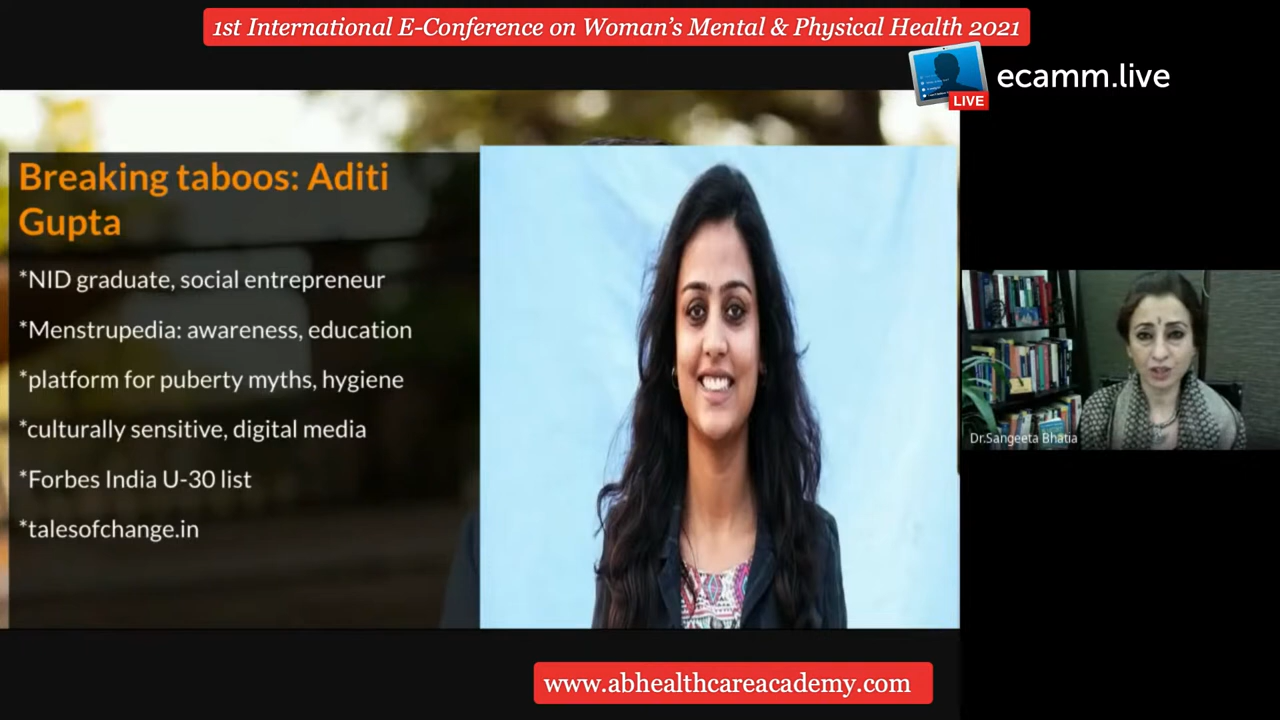 1st International E-Conference on Woman's Mental & Physical Health 2021
LIVE
ecamm.live
Breaking taboos: Aditi
Gupta
*NID graduate, social entrepreneur
*Menstrupedia: awareness, education
*platform for puberty myths, hygiene
*culturally sensitive, digital media
*Forbes India U-30 list
*talesofchange.in
Dr.Sangeeta Bhatia
www.abhealthcareacademy.com